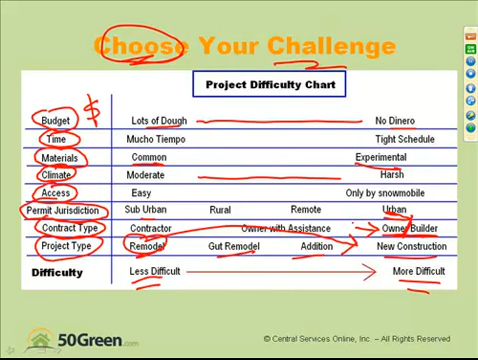 Choose Your Challenge
Project Difficulty Chart
Budget $ Lots of Dough No Dinero
Time Mucho Tiempo Tight Schedule
Materials Common Experimental
Climate Moderate Harsh
Access Easy Only by snowmobile
Permit Jurisdiction Sub Urban Rural Remote Urban
Contract Type Contractor Owner with Assistance Owner Builder
Project Type Remodel Gut Remodel Addition New Construction
Difficulty Less Difficult More Difficult
50Green.com © Central Services Online, Inc – All Rights Reserved